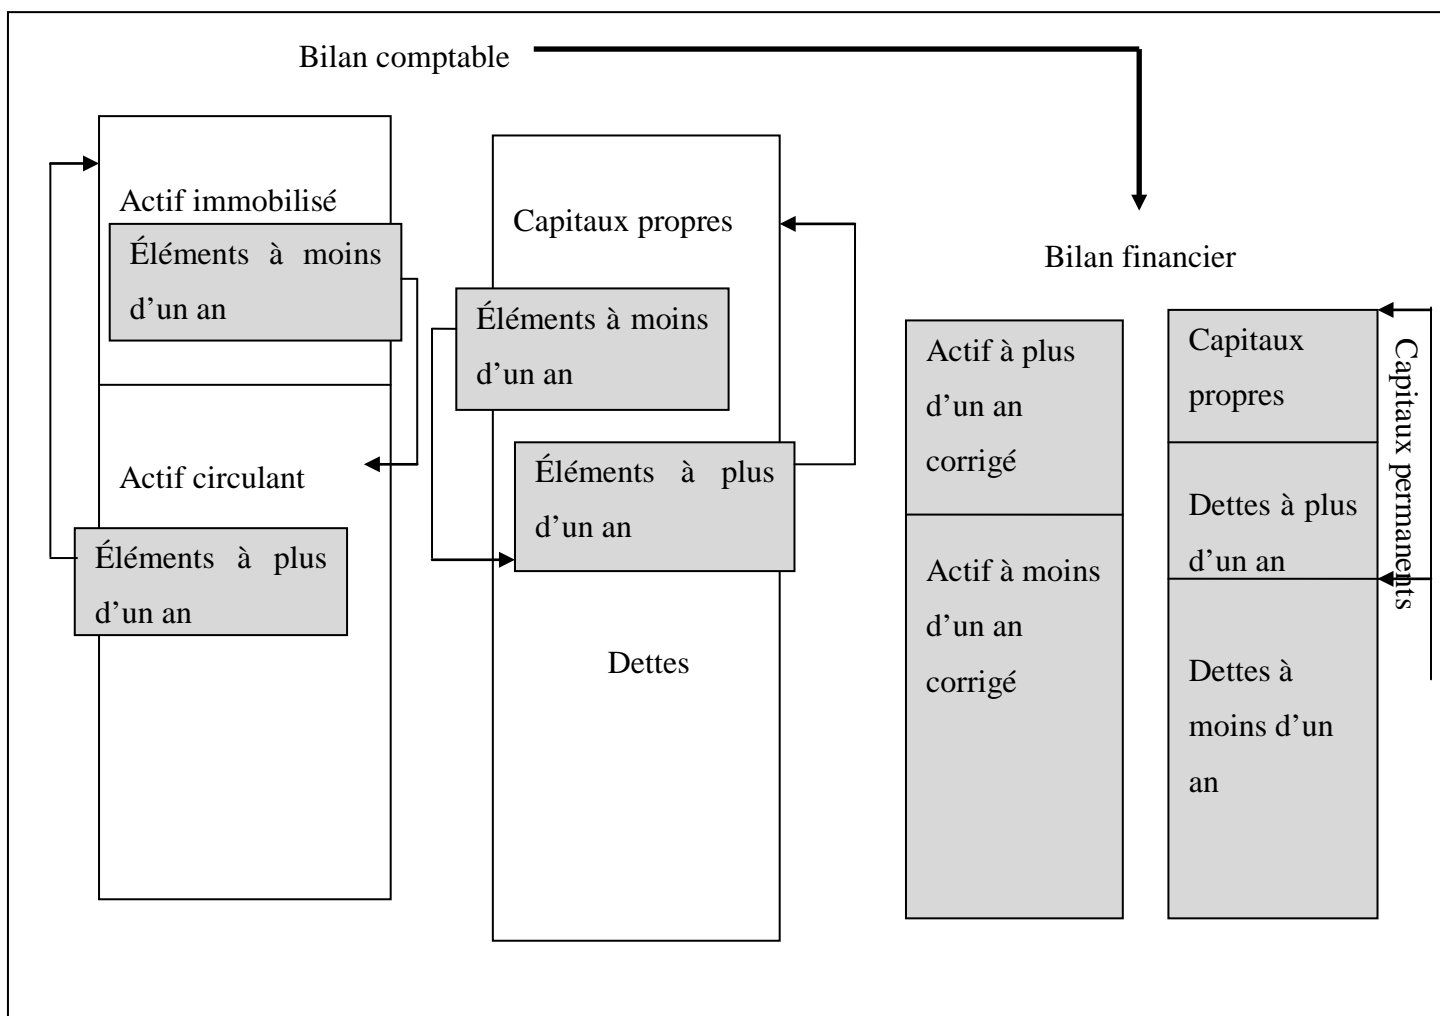 Bilan comptable
Actif immobilisé
Éléments à moins
d’un an
Actif circulant
Éléments à plus
d’un an
Capitaux propres
Éléments à moins
d’un an
Éléments à plus
d’un an
Dettes
Bilan financier
Actif à plus
d’un an
corrigé
Actif à moins
d’un an
corrigé
Capitaux
propres
Dettes à plus
d’un an
Dettes à
moins d’un
an
Capitaux permanents